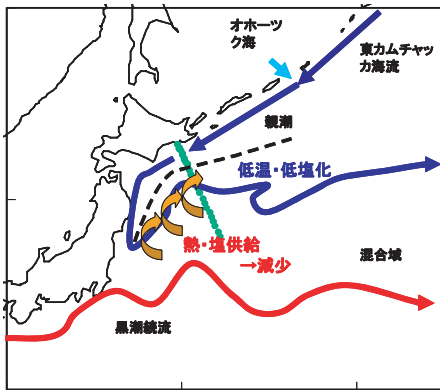 オホーツ
ク海
東カムチャッ
カ海流
親潮
低温・低塩化
熱・塩供給
→減少
混合域
黒潮続流